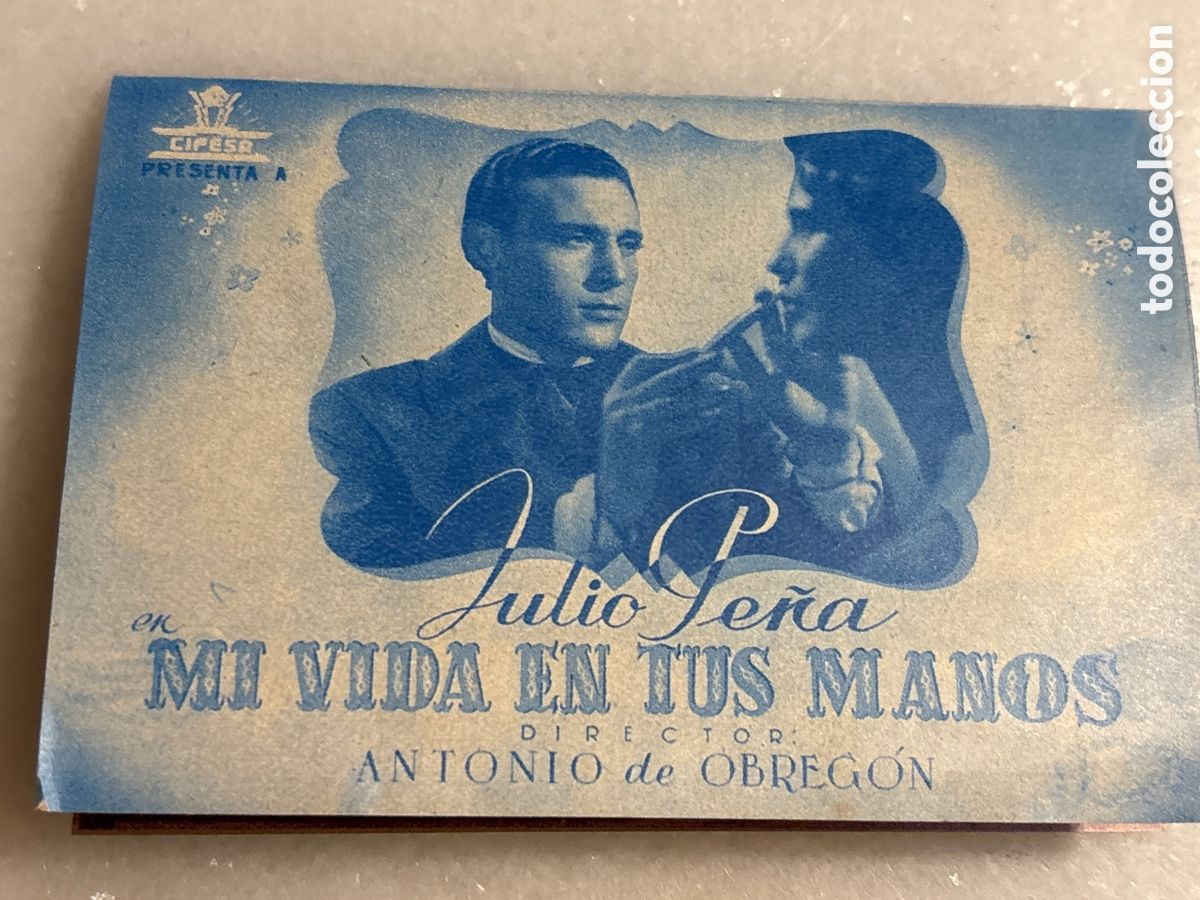 CIFESA
PRESENTA A
Julio Peña
en
MI VIDA EN TUS MANOS
DIRECTOR:
ANTONIO de OBREGÓN
todocoleccion